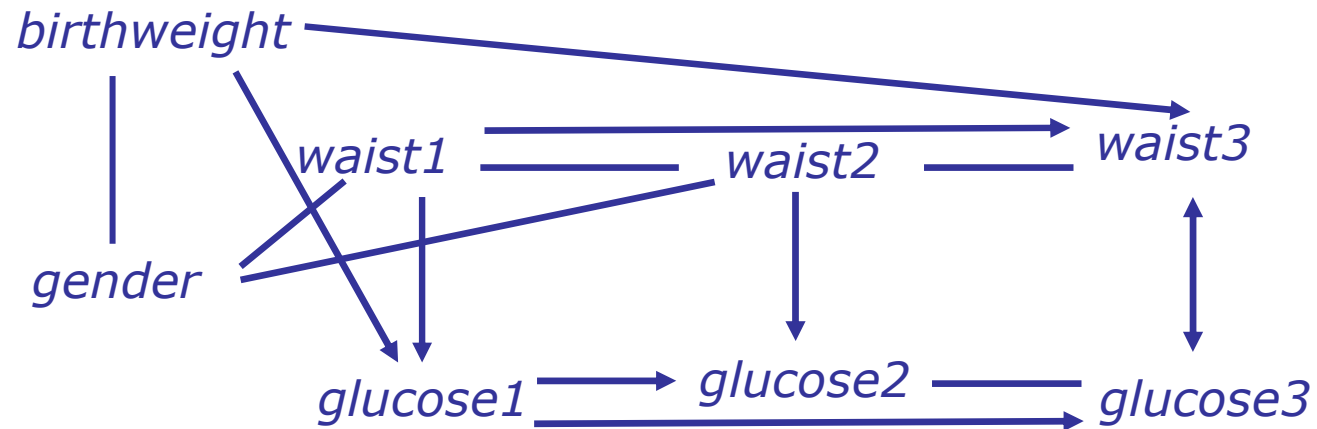 birthweight
waist1
waist2
waist3
gender
glucose1
glucose2
glucose3